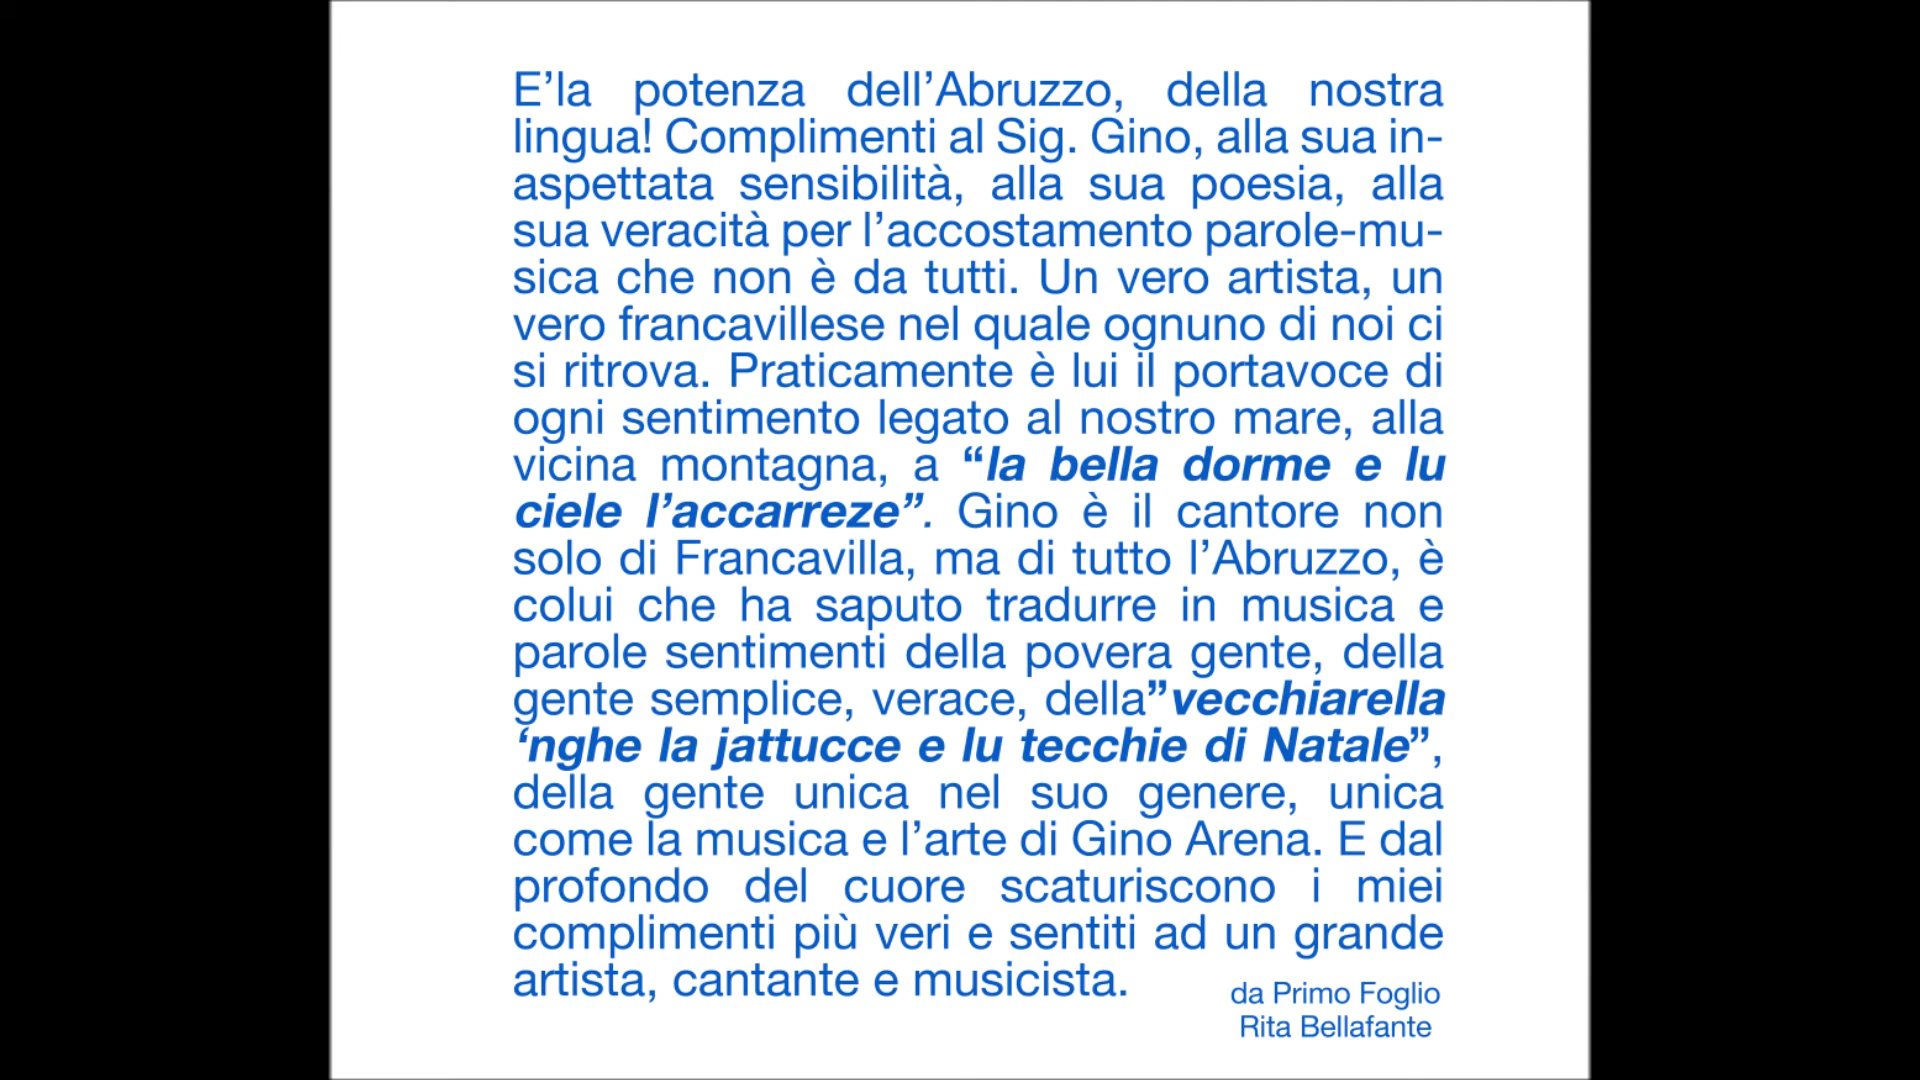 E’la potenza dell’Abruzzo, della nostra
lingua! Complimenti al Sig. Gino, alla sua in-
aspettata sensibilità, alla sua poesia, alla
sua veracità per l’accostamento parole-mu-
sica che non è da tutti. Un vero artista, un
vero francavillese nel quale ognuno di noi ci
si ritrova. Praticamente è lui il portavoce di
ogni sentimento legato al nostro mare, alla
vicina montagna, a “la bella dorme e lu
ciele l’accarreze”. Gino è il cantore non
solo di Francavilla, ma di tutto l’Abruzzo, è
colui che ha saputo tradurre in musica e
parole sentimenti della povera gente, della
gente semplice, verace, della”vecchiarella
‘nghe la jattucce e lu tecchie di Natale”,
della gente unica nel suo genere, unica
come la musica e l’arte di Gino Arena. E dal
profondo del cuore scaturiscono i miei
complimenti più veri e sentiti ad un grande
artista, cantante e musicista.
da Primo Foglio
Rita Bellafante